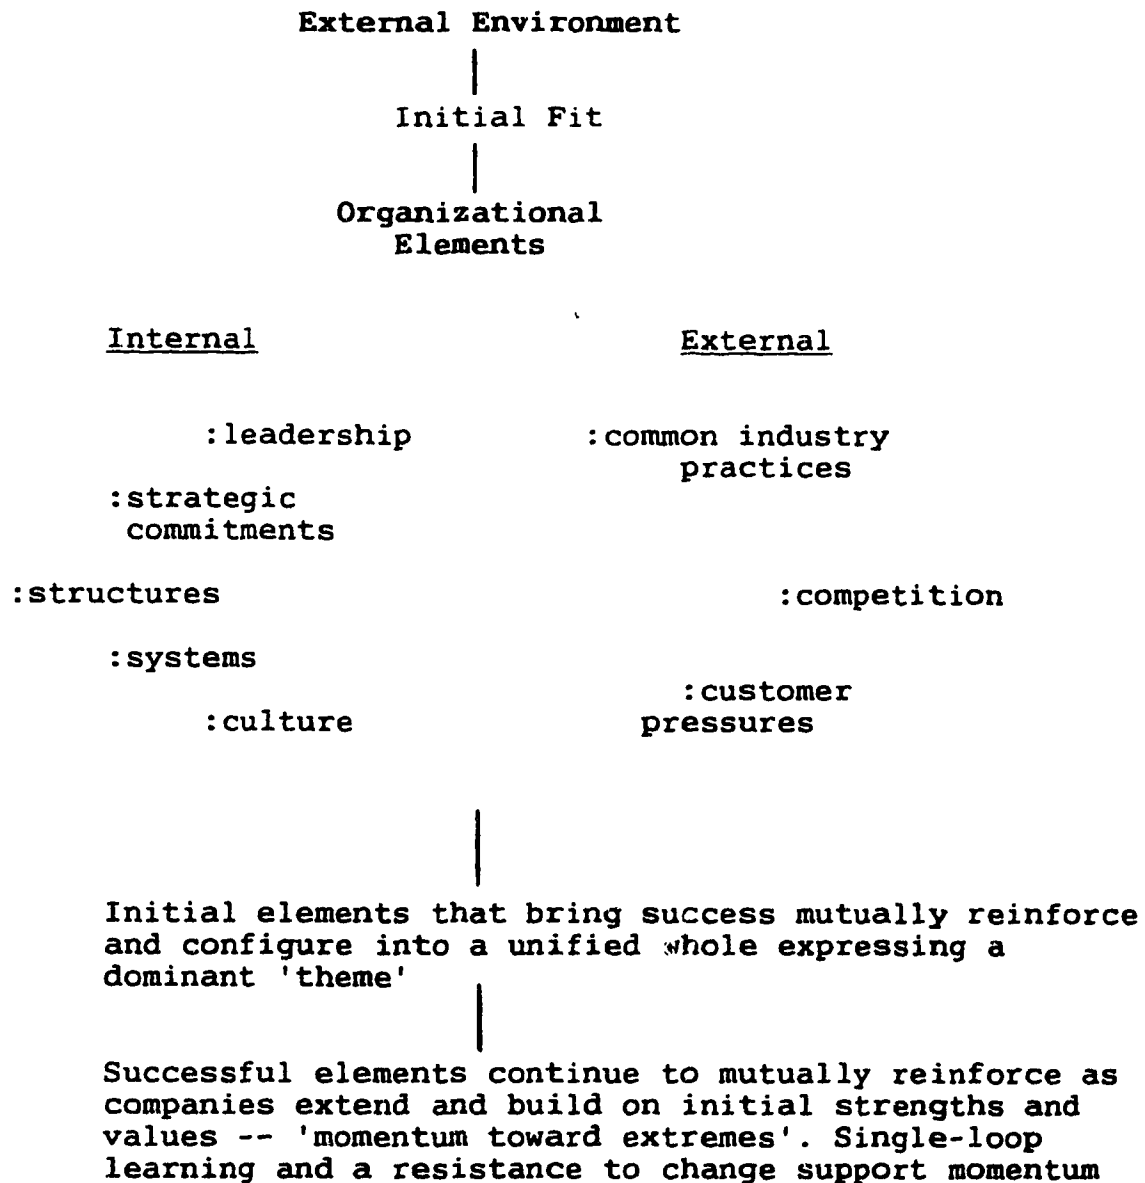 External Environment
Initial Fit
Organizational
Elements
Internal
External
:leadership
:common industry
practices
:strategic
commitments
:structures
:competition
:systems
:customer
pressures
:culture
Initial elements that bring success mutually reinforce
and configure into a unified whole expressing a
dominant 'theme'
Successful elements continue to mutually reinforce as
companies extend and build on initial strengths and
values -- 'momentum toward extremes'. Single-loop
learning and a resistance to change support momentum